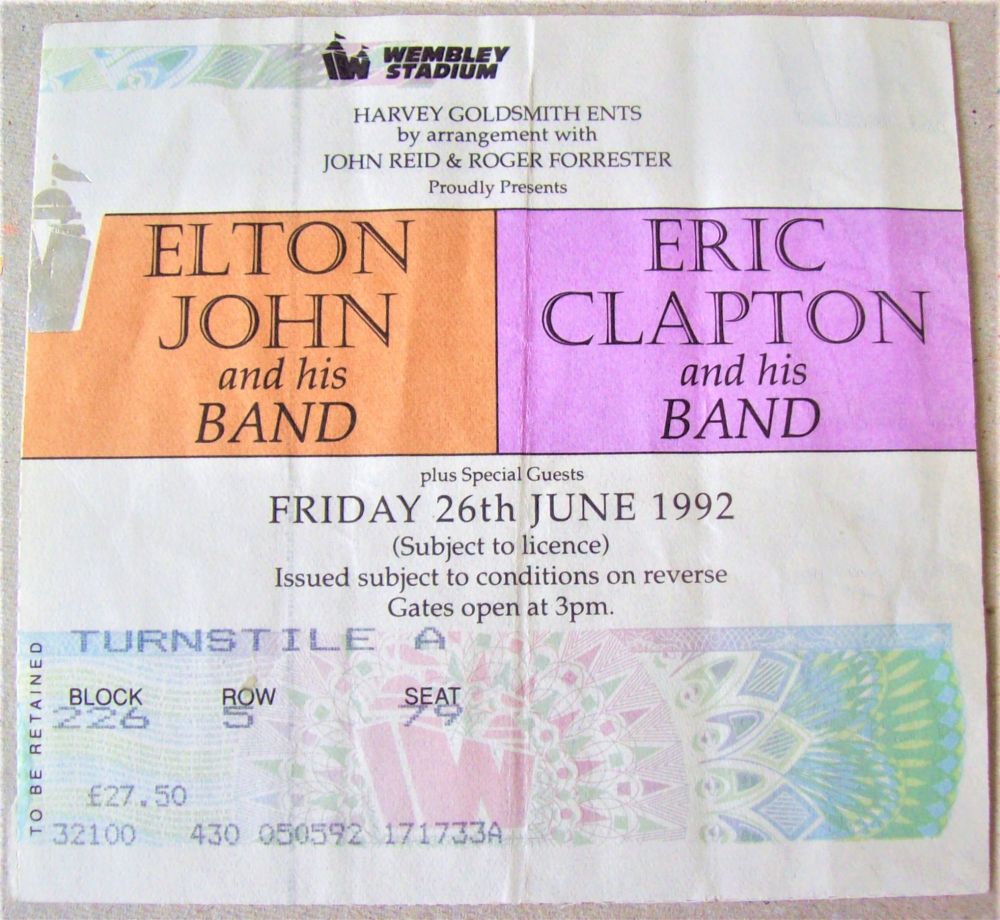 WEMBLEY
STADIUM
HARVEY GOLDSMITH ENTS
by arrangement with
JOHN REID & ROGER FORRESTER
Proudly Presents
ELTON
JOHN
and his
BAND
ERIC
CLAPTON
and his
BAND
plus Special Guests
FRIDAY 26th JUNE 1992
(Subject to licence)
Issued subject to conditions on reverse
Gates open at 3pm.
TO BE RETAINED
TURNSTILE A
BLOCK ROW SEAT
226 5 79
£27.50
32100 430 050592 171733A